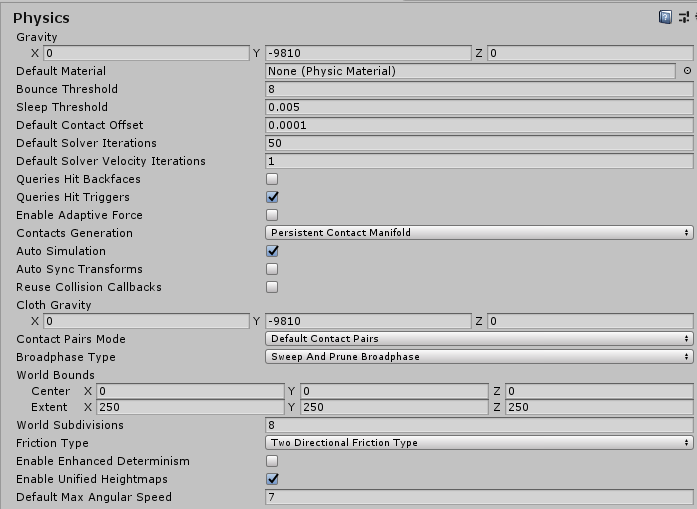 Physics
Gravity
X 0 Y -9810 Z 0
Default Material None (Physic Material)
Bounce Threshold 8
Sleep Threshold 0.005
Default Contact Offset 0.0001
Default Solver Iterations 50
Default Solver Velocity Iterations 1
Queries Hit Backfaces
Queries Hit Triggers
Enable Adaptive Force
Contacts Generation Persistent Contact Manifold
Auto Simulation
Auto Sync Transforms
Reuse Collision Callbacks
Cloth Gravity
X 0 Y -9810 Z 0
Contact Pairs Mode Default Contact Pairs
Broadphase Type Sweep And Prune Broadphase
World Bounds
Center X 0 Y 0 Z 0
Extent X 250 Y 250 Z 250
World Subdivisions 8
Friction Type Two Directional Friction Type
Enable Enhanced Determinism
Enable Unified Heightmaps
Default Max Angular Speed 7